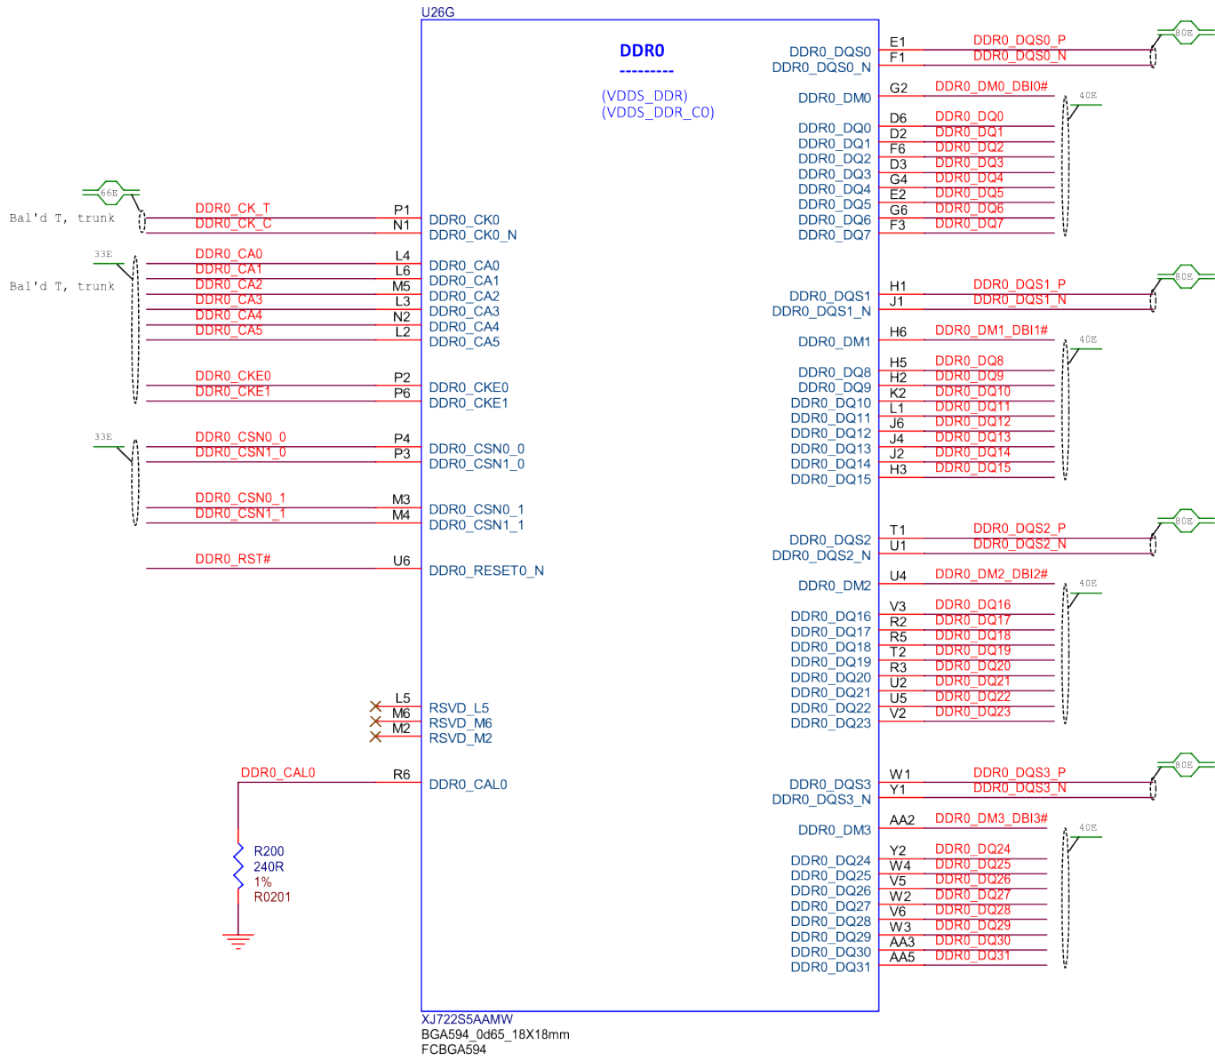 U26G
DDR0
---------
(VDDS_DDR)
(VDDS_DDR_C0)
66E
Bal'd T, trunk
DDR0_CK_T P1 DDR0_CK0
DDR0_CK_C N1 DDR0_CK0_N
33E
Bal'd T, trunk
DDR0_CA0 L4 DDR0_CA0
DDR0_CA1 L6 DDR0_CA1
DDR0_CA2 M5 DDR0_CA2
DDR0_CA3 L3 DDR0_CA3
DDR0_CA4 N2 DDR0_CA4
DDR0_CA5 L2 DDR0_CA5
DDR0_CKE0 P2 DDR0_CKE0
DDR0_CKE1 P6 DDR0_CKE1
33E
DDR0_CSN0_0 P4 DDR0_CSN0_0
DDR0_CSN1_0 P3 DDR0_CSN1_0
DDR0_CSN0_1 M3 DDR0_CSN0_1
DDR0_CSN1_1 M4 DDR0_CSN1_1
DDR0_RST# U6 DDR0_RESET0_N
L5 RSVD_L5
M6 RSVD_M6
M2 RSVD_M2
DDR0_CAL0 R6 DDR0_CAL0
R200
240R
1%
R0201
80E
DDR0_DQS0 E1 DDR0_DQS0_P
DDR0_DQS0_N F1 DDR0_DQS0_N
DDR0_DM0 G2 DDR0_DM0_DBI0#
40E
DDR0_DQ0 D6 DDR0_DQ0
DDR0_DQ1 D2 DDR0_DQ1
DDR0_DQ2 F6 DDR0_DQ2
DDR0_DQ3 D3 DDR0_DQ3
DDR0_DQ4 G4 DDR0_DQ4
DDR0_DQ5 E2 DDR0_DQ5
DDR0_DQ6 G6 DDR0_DQ6
DDR0_DQ7 F3 DDR0_DQ7
80E
DDR0_DQS1 H1 DDR0_DQS1_P
DDR0_DQS1_N J1 DDR0_DQS1_N
DDR0_DM1 H6 DDR0_DM1_DBI1#
40E
DDR0_DQ8 H5 DDR0_DQ8
DDR0_DQ9 H2 DDR0_DQ9
DDR0_DQ10 K2 DDR0_DQ10
DDR0_DQ11 L1 DDR0_DQ11
DDR0_DQ12 J6 DDR0_DQ12
DDR0_DQ13 J4 DDR0_DQ13
DDR0_DQ14 J2 DDR0_DQ14
DDR0_DQ15 H3 DDR0_DQ15
80E
DDR0_DQS2 T1 DDR0_DQS2_P
DDR0_DQS2_N U1 DDR0_DQS2_N
DDR0_DM2 U4 DDR0_DM2_DBI2#
40E
DDR0_DQ16 V3 DDR0_DQ16
DDR0_DQ17 R2 DDR0_DQ17
DDR0_DQ18 R5 DDR0_DQ18
DDR0_DQ19 T2 DDR0_DQ19
DDR0_DQ20 R3 DDR0_DQ20
DDR0_DQ21 U2 DDR0_DQ21
DDR0_DQ22 U5 DDR0_DQ22
DDR0_DQ23 V2 DDR0_DQ23
80E
DDR0_DQS3 W1 DDR0_DQS3_P
DDR0_DQS3_N Y1 DDR0_DQS3_N
DDR0_DM3 AA2 DDR0_DM3_DBI3#
40E
DDR0_DQ24 Y2 DDR0_DQ24
DDR0_DQ25 W4 DDR0_DQ25
DDR0_DQ26 V5 DDR0_DQ26
DDR0_DQ27 W2 DDR0_DQ27
DDR0_DQ28 V6 DDR0_DQ28
DDR0_DQ29 W3 DDR0_DQ29
DDR0_DQ30 AA3 DDR0_DQ30
DDR0_DQ31 AA5 DDR0_DQ31
XJ722S5AAMW
BGA594_0d65_18X18mm
FCBGA594